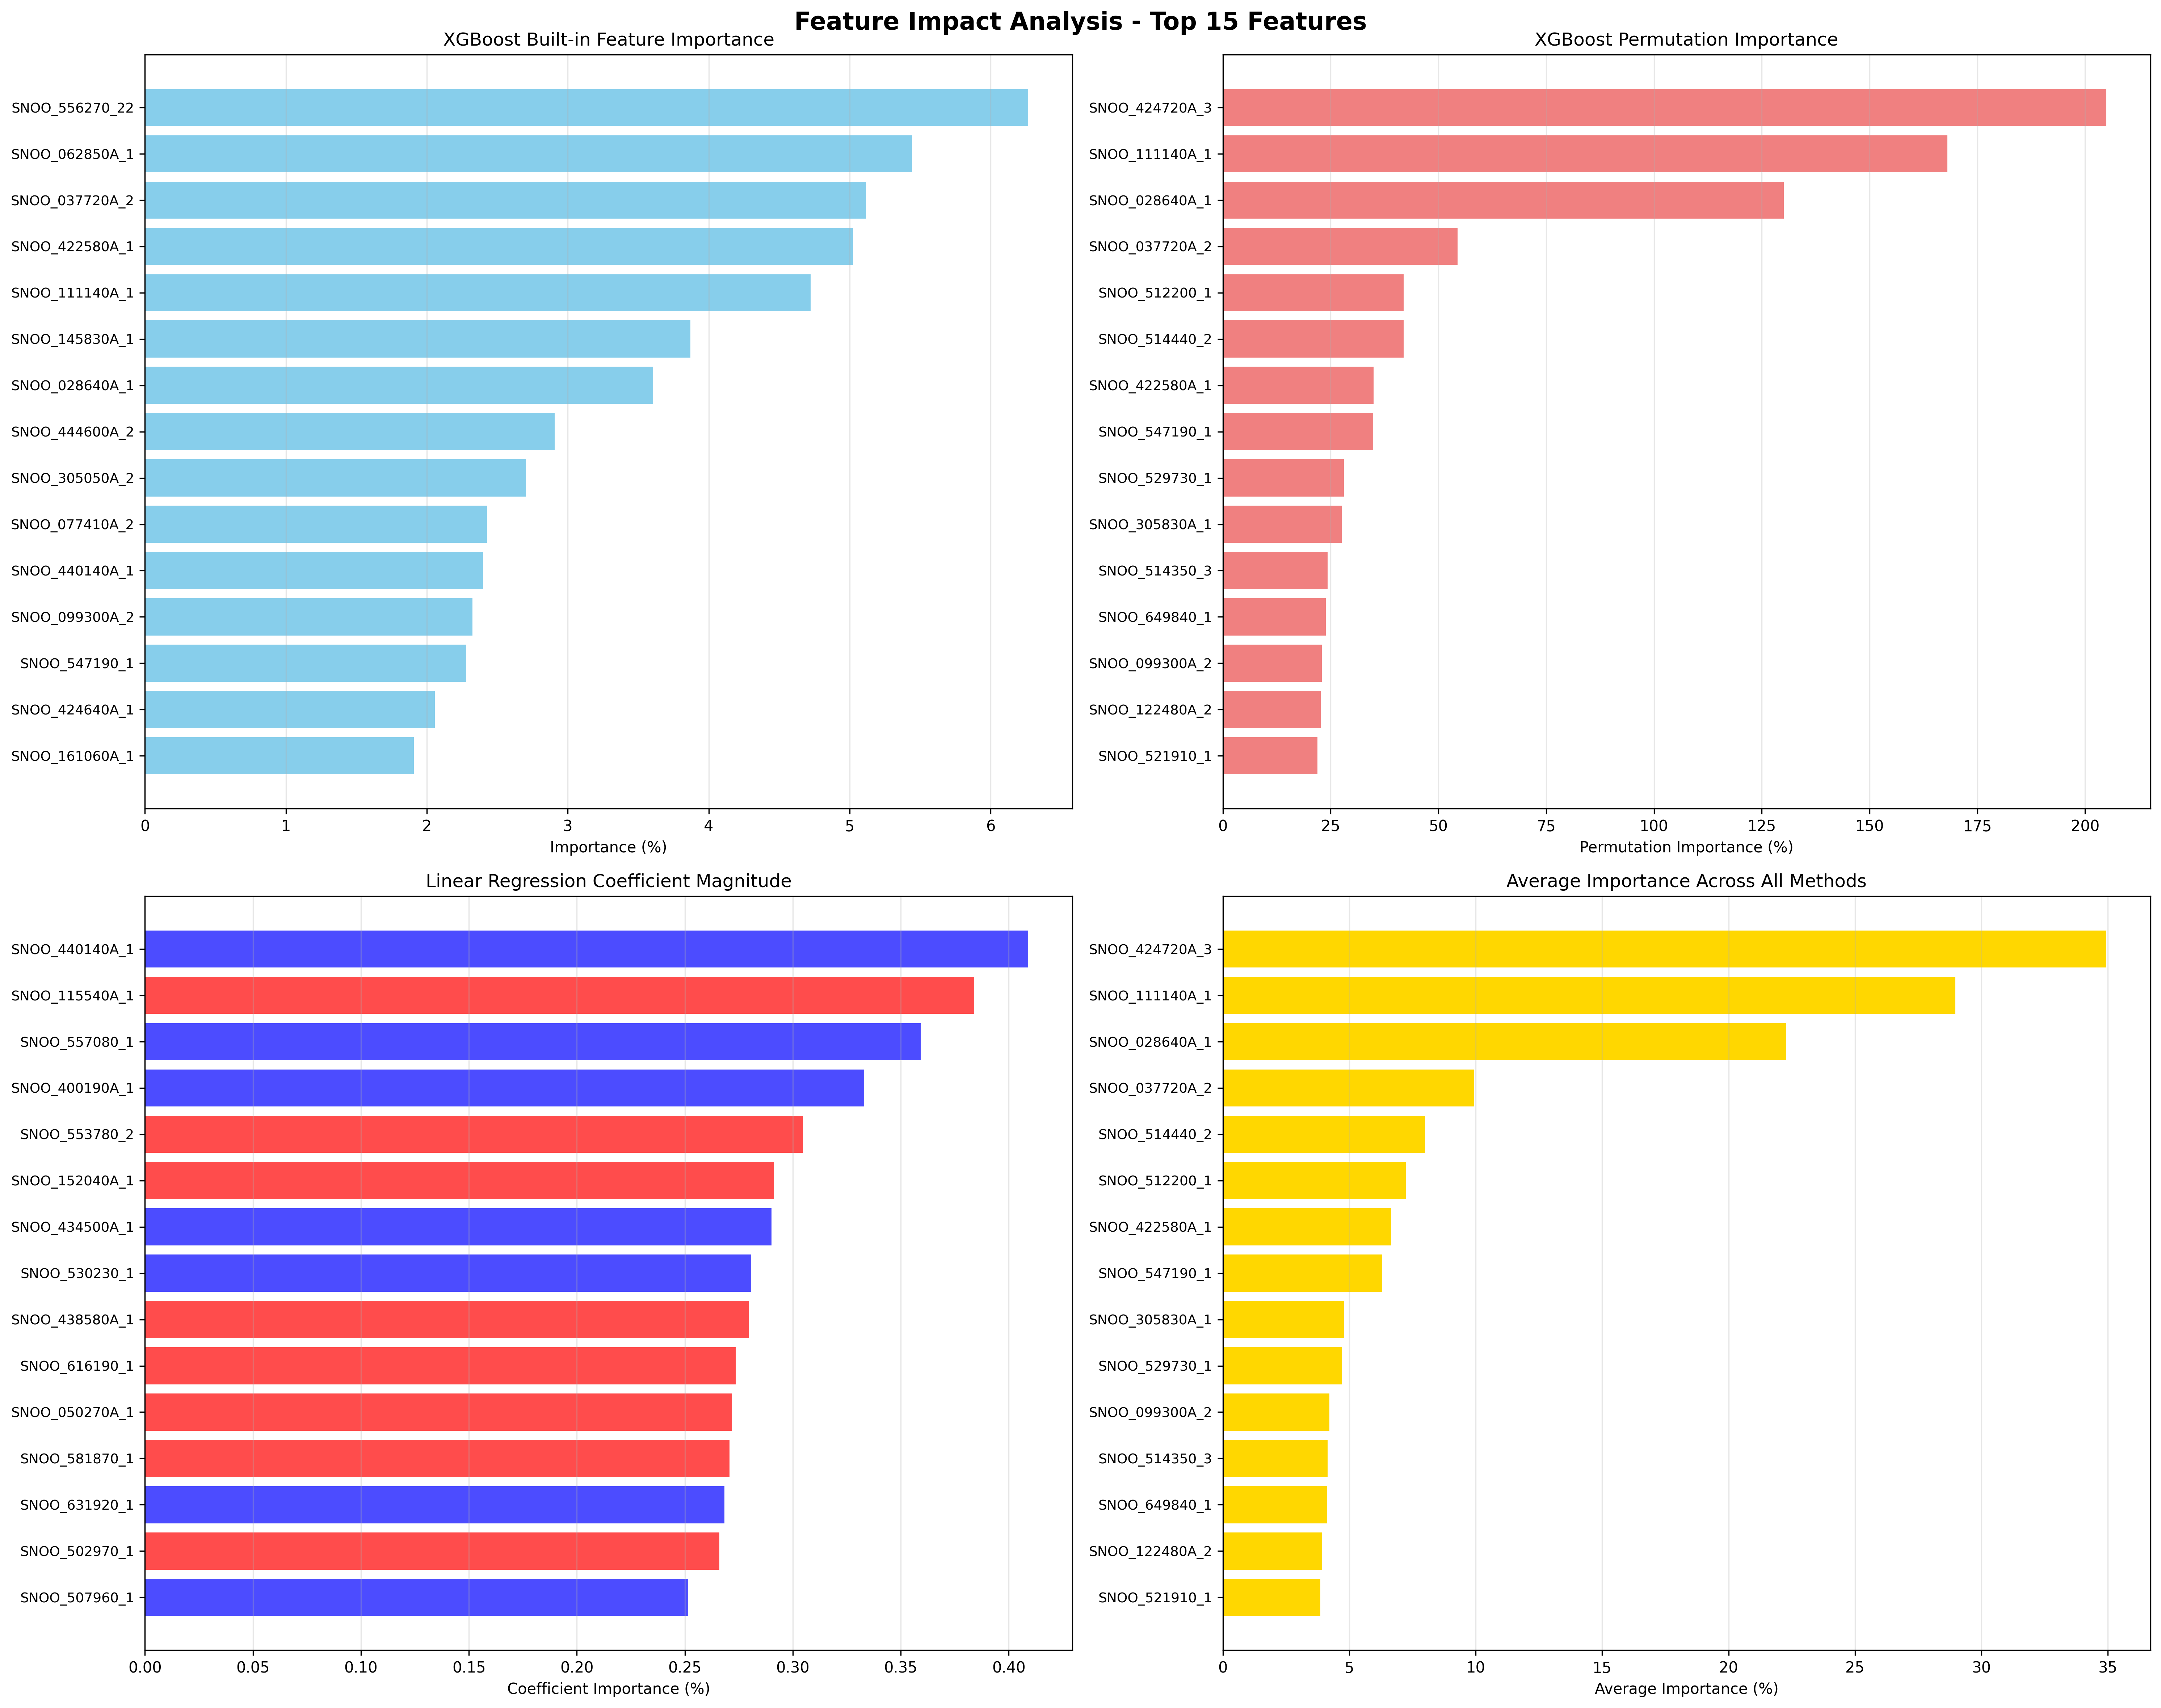 Feature Impact Analysis - Top 15 Features
XGBoost Built-in Feature Importance
SNOO_556270_22
SNOO_062850A_1
SNOO_037720A_2
SNOO_422580A_1
SNOO_111140A_1
SNOO_145830A_1
SNOO_028640A_1
SNOO_444600A_2
SNOO_305050A_2
SNOO_077410A_2
SNOO_440140A_1
SNOO_099300A_2
SNOO_547190_1
SNOO_424640A_1
SNOO_161060A_1
0 1 2 3 4 5 6
Importance (%)
XGBoost Permutation Importance
SNOO_424720A_3
SNOO_111140A_1
SNOO_028640A_1
SNOO_037720A_2
SNOO_512200_1
SNOO_514440_2
SNOO_422580A_1
SNOO_547190_1
SNOO_529730_1
SNOO_305830A_1
SNOO_514350_3
SNOO_649840_1
SNOO_099300A_2
SNOO_122480A_2
SNOO_521910_1
0 25 50 75 100 125 150 175 200
Permutation Importance (%)
Linear Regression Coefficient Magnitude
SNOO_440140A_1
SNOO_115540A_1
SNOO_557080_1
SNOO_400190A_1
SNOO_553780_2
SNOO_152040A_1
SNOO_434500A_1
SNOO_530230_1
SNOO_438580A_1
SNOO_616190_1
SNOO_050270A_1
SNOO_581870_1
SNOO_631920_1
SNOO_502970_1
SNOO_507960_1
0.00 0.05 0.10 0.15 0.20 0.25 0.30 0.35 0.40
Coefficient Importance (%)
Average Importance Across All Methods
SNOO_424720A_3
SNOO_111140A_1
SNOO_028640A_1
SNOO_037720A_2
SNOO_514440_2
SNOO_512200_1
SNOO_422580A_1
SNOO_547190_1
SNOO_305830A_1
SNOO_529730_1
SNOO_099300A_2
SNOO_514350_3
SNOO_649840_1
SNOO_122480A_2
SNOO_521910_1
0 5 10 15 20 25 30 35
Average Importance (%)